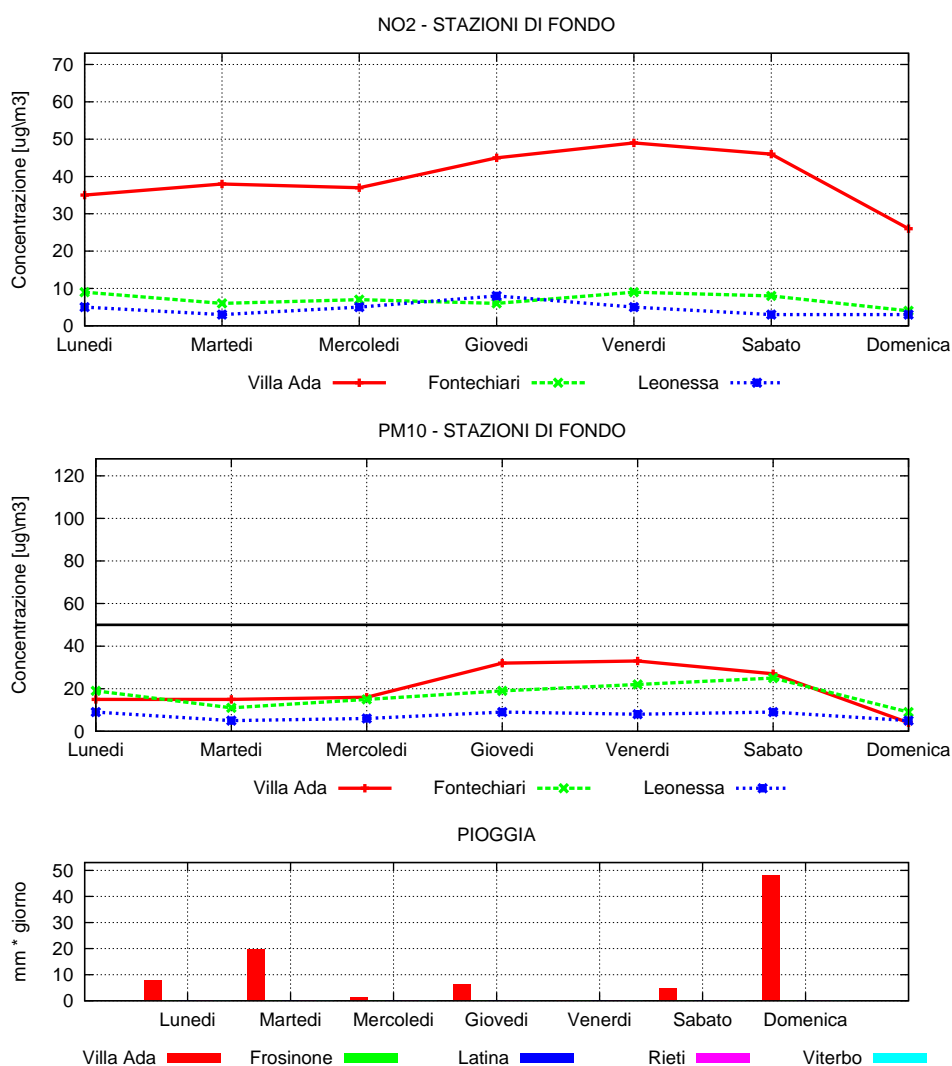 NO2 - STAZIONI DI FONDO
Concentrazione [ug\m3]
70
60
50
40
30
20
10
0
Lunedi Martedi Mercoledi Giovedi Venerdi Sabato Domenica
Villa Ada Fontechiari Leonessa
PM10 - STAZIONI DI FONDO
Concentrazione [ug\m3]
120
100
80
60
40
20
0
Lunedi Martedi Mercoledi Giovedi Venerdi Sabato Domenica
Villa Ada Fontechiari Leonessa
PIOGGIA
mm * giorno
50
40
30
20
10
0
Lunedi Martedi Mercoledi Giovedi Venerdi Sabato Domenica
Villa Ada Frosinone Latina Rieti Viterbo